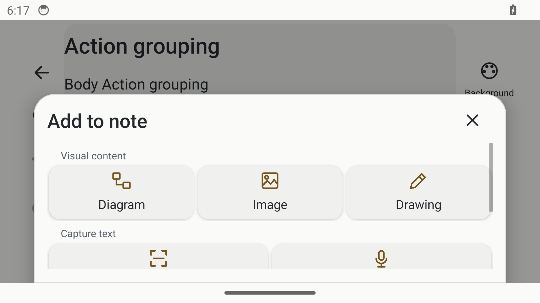 6:17
Action grouping
Body Action grouping
Background
Add to note
Visual content
Diagram
Image
Drawing
Capture text